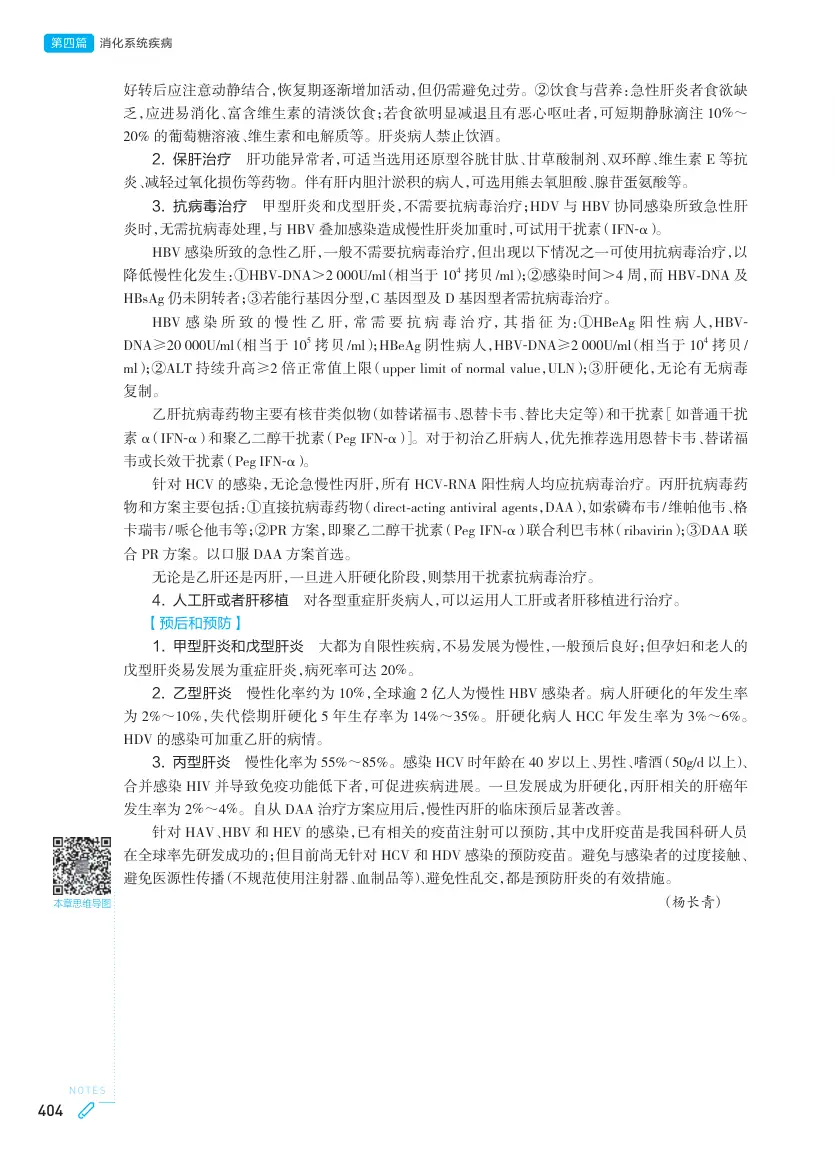 第四篇 消化系统疾病
好转后应注意动静结合，恢复期逐渐增加活动，但仍需避免过劳。②饮食与营养：急性肝炎者食欲缺
乏，应进易消化、富含维生素的清淡饮食；若食欲明显减退且有恶心呕吐者，可短期静脉滴注 10%～
20% 的葡萄糖溶液、维生素和电解质等。肝炎病人禁止饮酒。
2. 保肝治疗 肝功能异常者，可适当选用还原型谷胱甘肽、甘草酸制剂、双环醇、维生素 E 等抗
炎、减轻过氧化损伤等药物。伴有肝内胆汁淤积的病人，可选用熊去氧胆酸、腺苷蛋氨酸等。
3. 抗病毒治疗 甲型肝炎和戊型肝炎，不需要抗病毒治疗；HDV 与 HBV 协同感染所致急性肝
炎时，无需抗病毒处理，与 HBV 叠加感染造成慢性肝炎加重时，可试用干扰素（IFN-α）。
HBV 感染所致的急性乙肝，一般不需要抗病毒治疗，但出现以下情况之一可使用抗病毒治疗，以
降低慢性化发生：①HBV-DNA＞2 000U/ml（相当于 10⁴ 拷贝 /ml）；②感染时间＞4 周，而 HBV-DNA 及
HBsAg 仍未阴转者；③若能行基因分型，C 基因型及 D 基因型者需抗病毒治疗。
HBV 感染所致的慢性乙肝，常需要抗病毒治疗，其指征为：①HBeAg 阳性病人，HBV-
DNA≥20 000U/ml（相当于 10⁵ 拷贝 /ml）；HBeAg 阴性病人，HBV-DNA≥2 000U/ml（相当于 10⁴ 拷贝 /
ml）；②ALT 持续升高≥2 倍正常值上限（upper limit of normal value，ULN）；③肝硬化，无论有无病毒
复制。
乙肝抗病毒药物主要有核苷类似物（如替诺福韦、恩替卡韦、替比夫定等）和干扰素［如普通干扰
素 α（IFN-α）和聚乙二醇干扰素（Peg IFN-α）］。对于初治乙肝病人，优先推荐选用恩替卡韦、替诺福
韦或长效干扰素（Peg IFN-α）。
针对 HCV 的感染，无论急慢性丙肝，所有 HCV-RNA 阳性病人均应抗病毒治疗。丙肝抗病毒药
物和方案主要包括：①直接抗病毒药物（direct-acting antiviral agents，DAA），如索磷布韦/维帕他韦、格
卡瑞韦/哌仑他韦等；②PR 方案，即聚乙二醇干扰素（Peg IFN-α）联合利巴韦林（ribavirin）；③DAA 联
合 PR 方案。以口服 DAA 方案首选。
无论是乙肝还是丙肝，一旦进入肝硬化阶段，则禁用干扰素抗病毒治疗。
4. 人工肝或者肝移植 对各型重症肝炎病人，可以运用人工肝或者肝移植进行治疗。
【预后和预防】
1. 甲型肝炎和戊型肝炎 大都为自限性疾病，不易发展为慢性，一般预后良好；但孕妇和老人的
戊型肝炎易发展为重症肝炎，病死率可达 20%。
2. 乙型肝炎 慢性化率约为 10%，全球逾 2 亿人为慢性 HBV 感染者。病人肝硬化的年发生率
为 2%～10%，失代偿期肝硬化 5 年生存率为 14%～35%。肝硬化病人 HCC 年发生率为 3%～6%。
HDV 的感染可加重乙肝的病情。
3. 丙型肝炎 慢性化率为 55%～85%。感染 HCV 时年龄在 40 岁以上、男性、嗜酒（50g/d 以上）、
合并感染 HIV 并导致免疫功能低下者，可促进疾病进展。一旦发展成为肝硬化，丙肝相关的肝癌年
发生率为 2%～4%。自从 DAA 治疗方案应用后，慢性丙肝的临床预后显著改善。
针对 HAV、HBV 和 HEV 的感染，已有相关的疫苗注射可以预防，其中戊肝疫苗是我国科研人员
在全球率先研发成功的；但目前尚无针对 HCV 和 HDV 感染的预防疫苗。避免与感染者的过度接触、
避免医源性传播（不规范使用注射器、血制品等）、避免性乱交，都是预防肝炎的有效措施。
（杨长青）
本章思维导图
NOTES
404